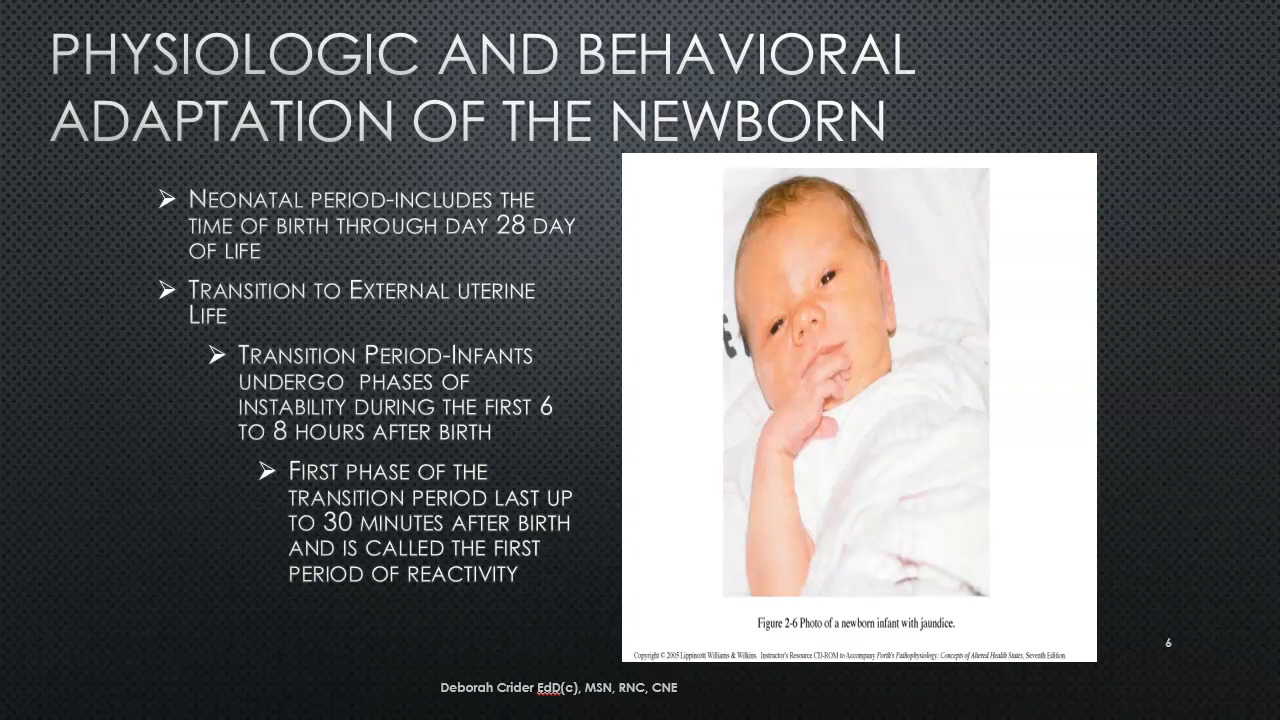 PHYSIOLOGIC AND BEHAVIORAL
ADAPTATION OF THE NEWBORN
NEONATAL PERIOD-INCLUDES THE
TIME OF BIRTH THROUGH DAY 28 DAY
OF LIFE
TRANSITION TO EXTERNAL UTERINE
LIFE
TRANSITION PERIOD-INFANTS
UNDERGO PHASES OF
INSTABILITY DURING THE FIRST 6
TO 8 HOURS AFTER BIRTH
FIRST PHASE OF THE
TRANSITION PERIOD LAST UP
TO 30 MINUTES AFTER BIRTH
AND IS CALLED THE FIRST
PERIOD OF REACTIVITY
Figure 2-6 Photo of a newborn infant with jaundice.
Copyright © 2005 Lippincott Williams & Wilkins. Instructor's Resource CD-ROM to Accompany Porth's Pathophysiology: Concepts of Altered Health States, Seventh Edition.
6
Deborah Crider EdD(c), MSN, RNC, CNE